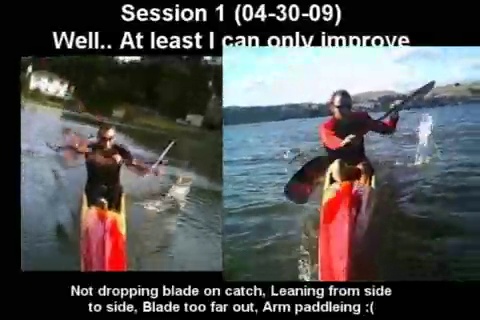 Session 1 (04-30-09)
Well.. At least I can only improve
Not dropping blade on catch, Leaning from side
to side, Blade too far out, Arm paddleing :(